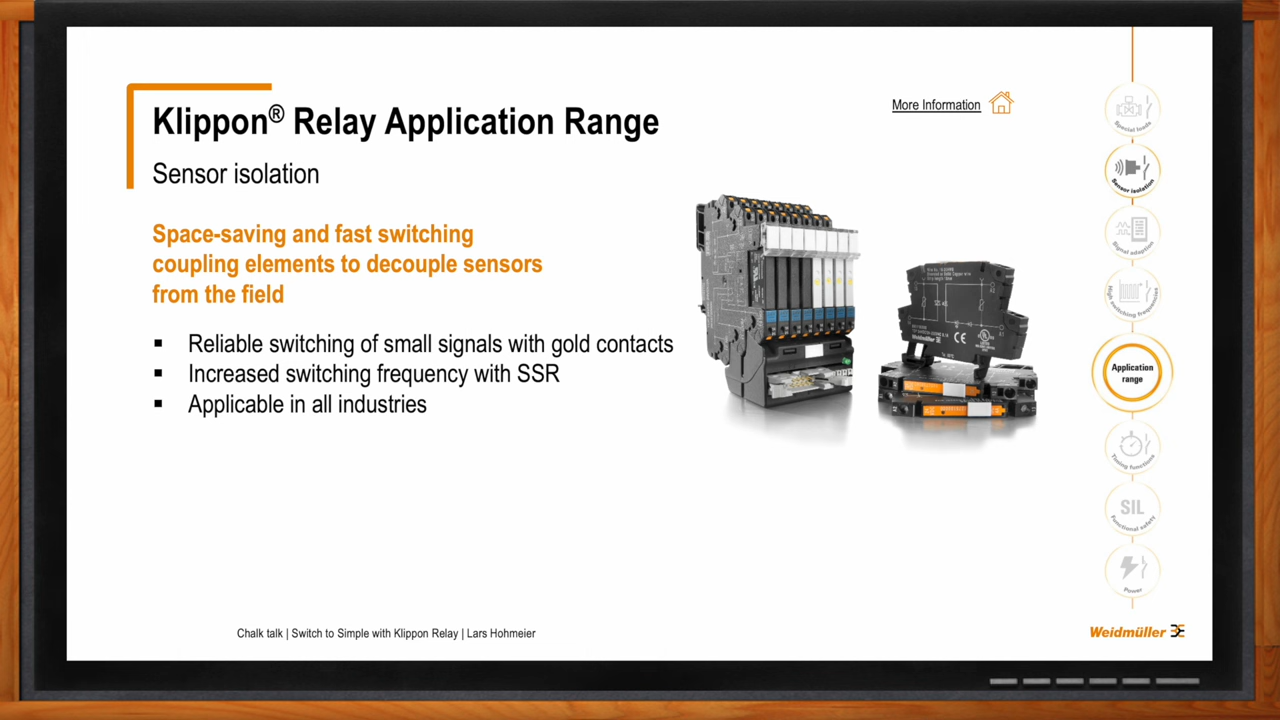 Klippon® Relay Application Range
More Information
Sensor isolation
Space-saving and fast switching
coupling elements to decouple sensors
from the field
▪ Reliable switching of small signals with gold contacts
▪ Increased switching frequency with SSR
▪ Applicable in all industries
Special loads
Sensor isolation
Signal adaption
High switching frequencies
Application
range
Timing functions
SIL
Functional safety
Power
Chalk talk | Switch to Simple with Klippon Relay | Lars Hohmeier
Weidmüller